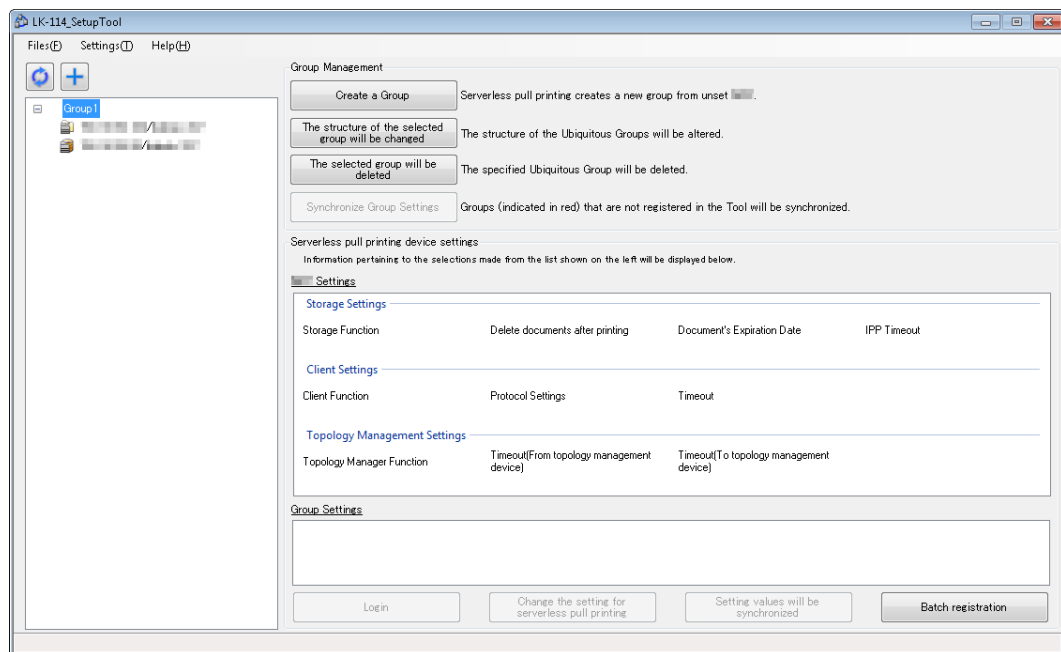 LK-114_SetupTool
Files(F) Settings(T) Help(H)
Group1
/
/
Group Management
Create a Group
Serverless pull printing creates a new group from unset .
The structure of the selected
group will be changed
The structure of the Ubiquitous Groups will be altered.
The selected group will be
deleted
The specified Ubiquitous Group will be deleted.
Synchronize Group Settings
Groups (indicated in red) that are not registered in the Tool will be synchronized.
Serverless pull printing device settings
Information pertaining to the selections made from the list shown on the left will be displayed below.
Settings
Storage Settings
Storage Function
Delete documents after printing
Document's Expiration Date
IPP Timeout
Client Settings
Client Function
Protocol Settings
Timeout
Topology Management Settings
Topology Manager Function
Timeout(From topology management
device)
Timeout(To topology management
device)
Group Settings
Login
Change the setting for
serverless pull printing
Setting values will be
synchronized
Batch registration